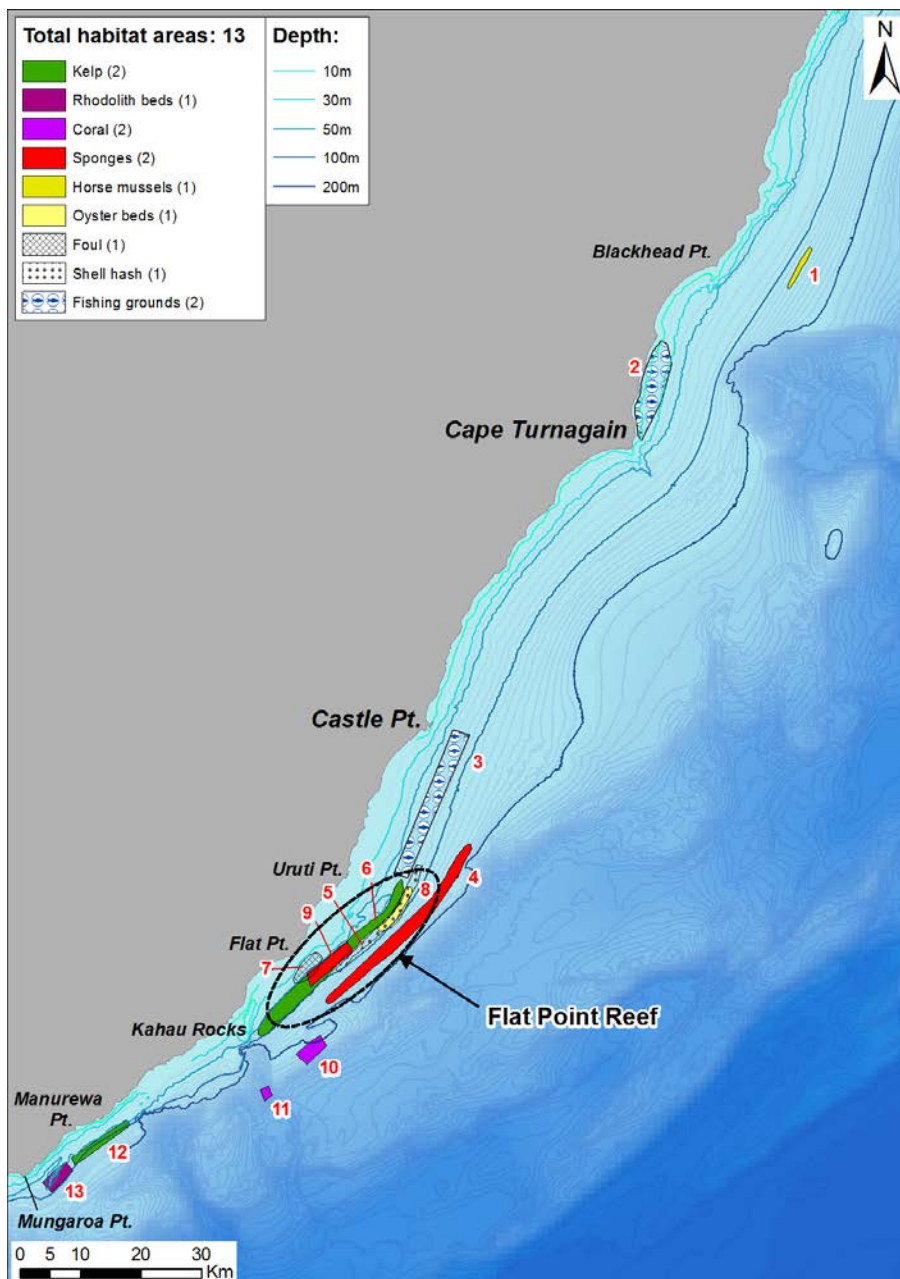 Total habitat areas: 13
Kelp (2)
Rhodolith beds (1)
Coral (2)
Sponges (2)
Horse mussels (1)
Oyster beds (1)
Foul (1)
Shell hash (1)
Fishing grounds (2)
Depth:
10m
30m
50m
100m
200m
N
Blackhead Pt.
1
2
Cape Turnagain
Castle Pt.
3
Uruti Pt.
6
5
4
8
9
Flat Pt.
7
Flat Point Reef
Kahau Rocks
10
11
Manurewa Pt.
12
13
Mungaroa Pt.
0 5 10 20 30
Km